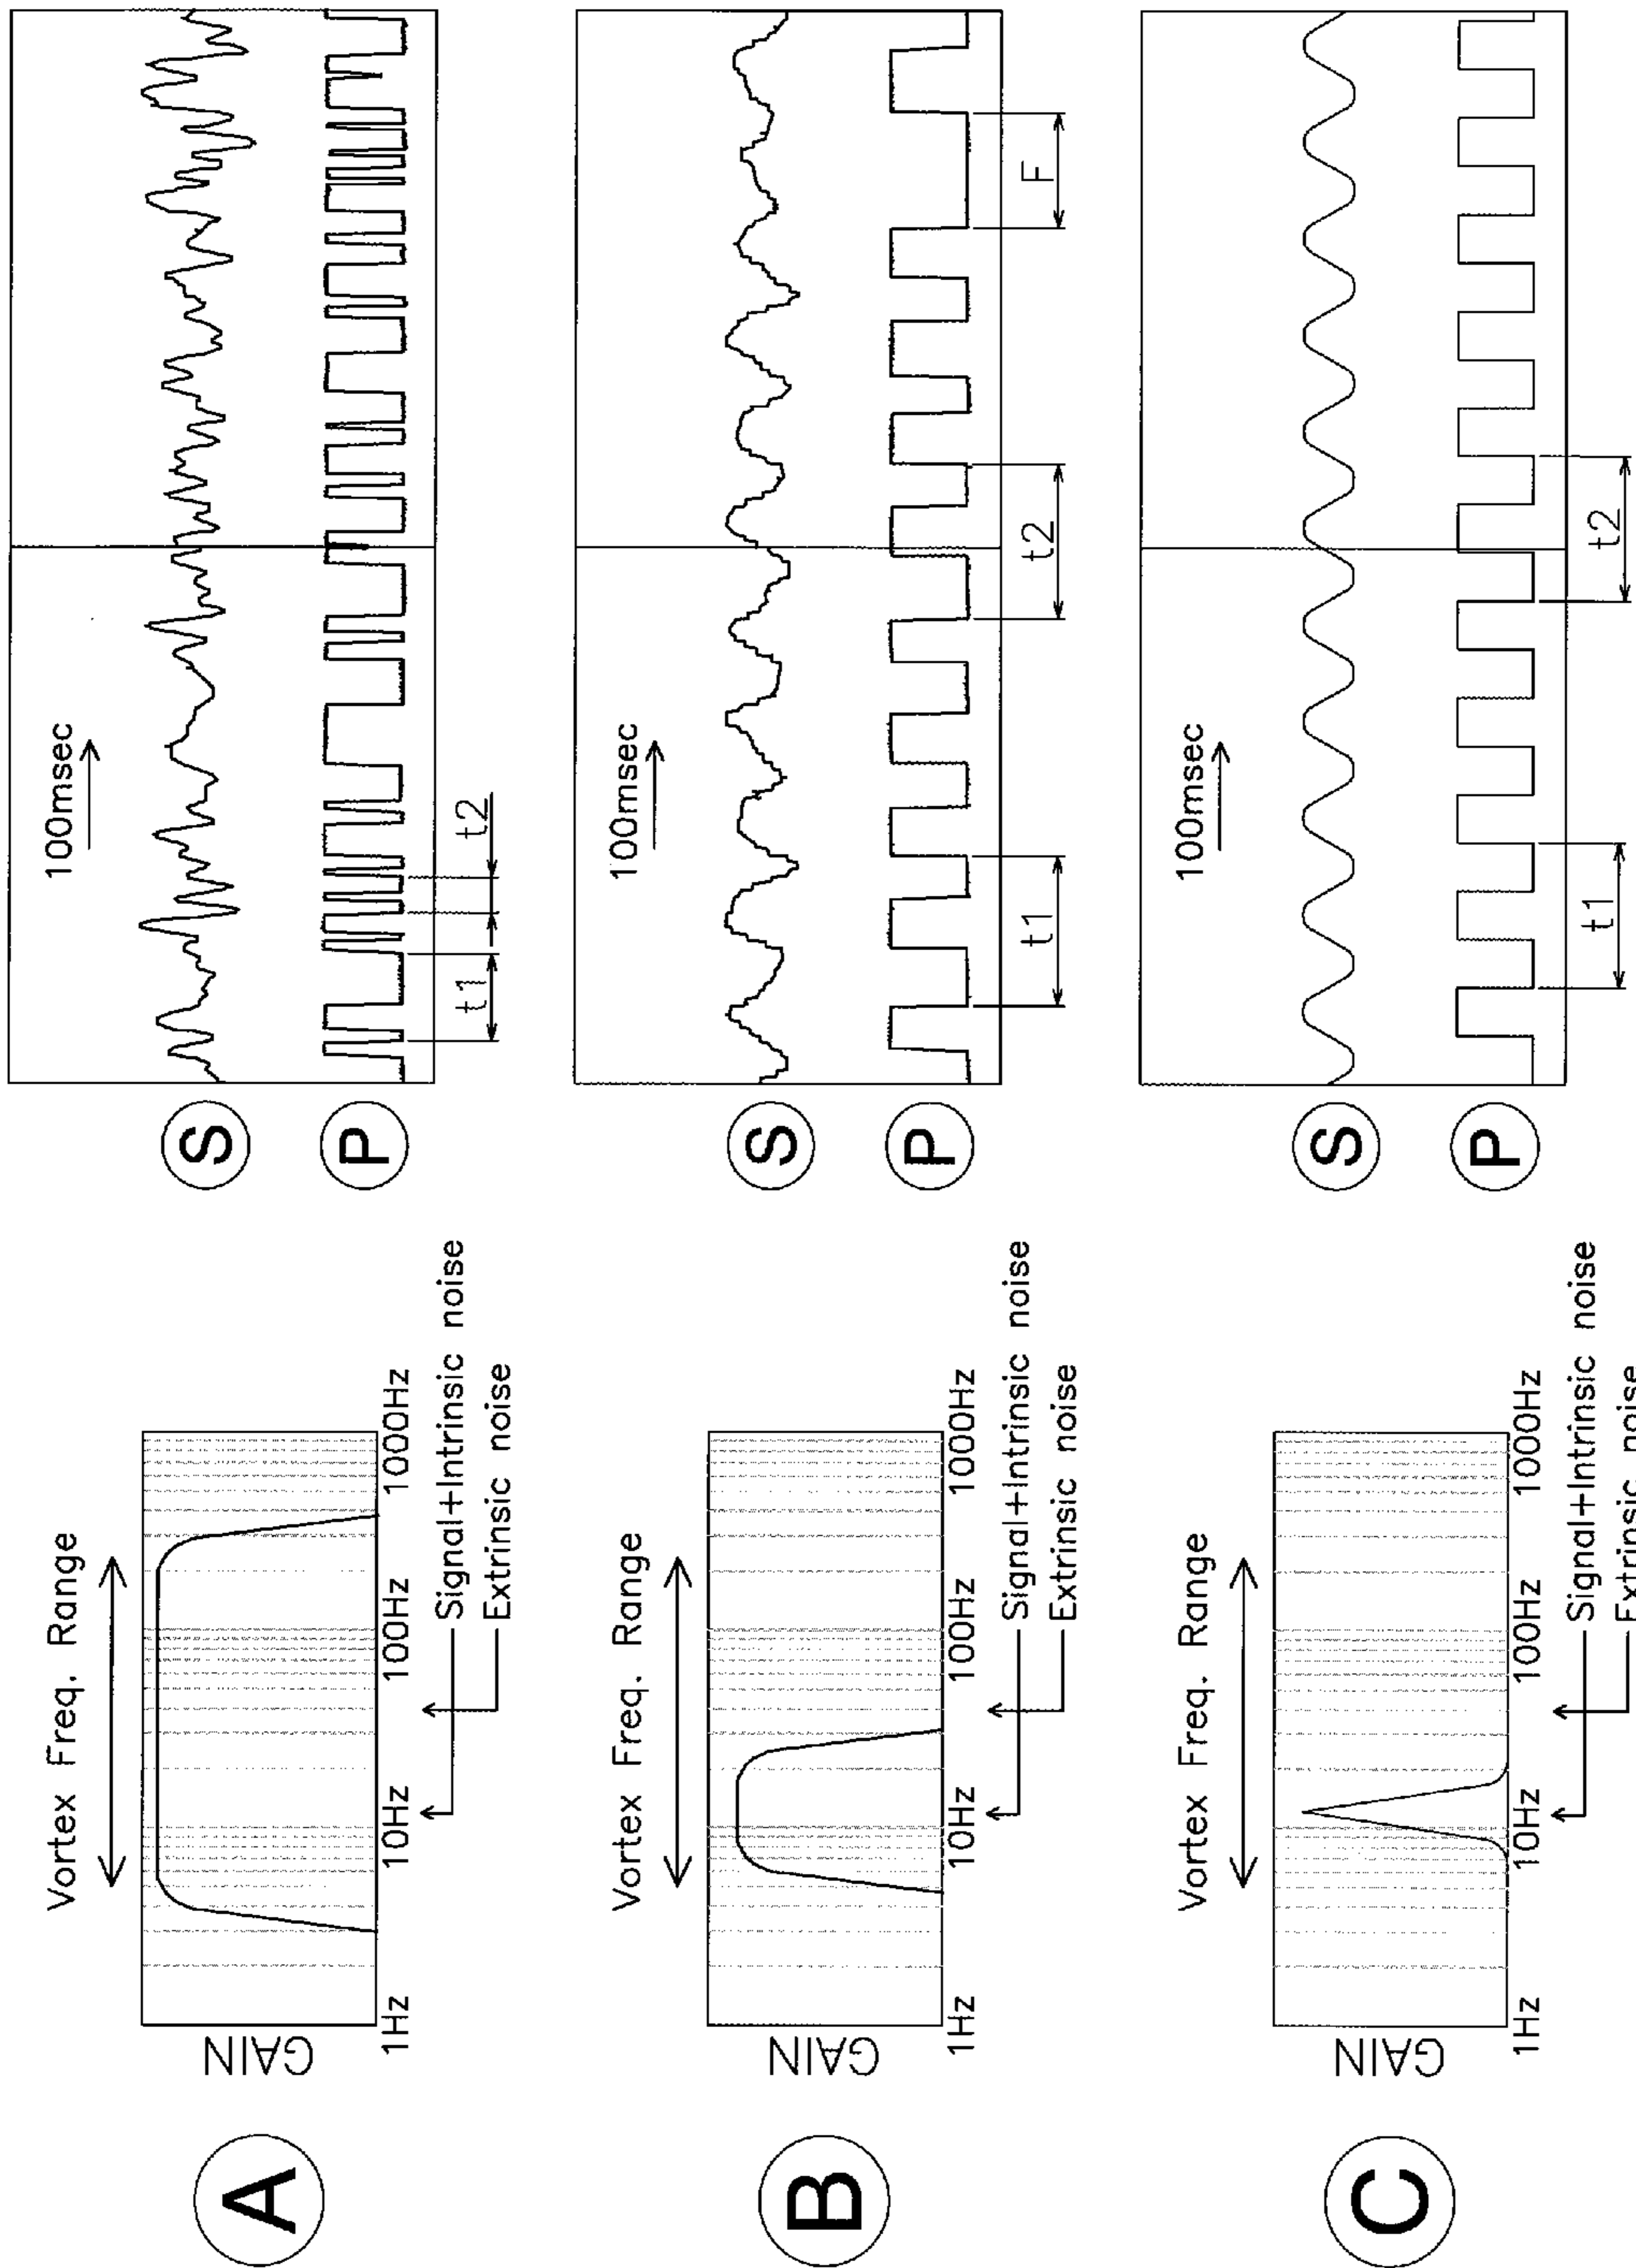 A
Vortex Freq. Range
GAIN
1Hz
10Hz
100Hz
1000Hz
Signal+Intrinsic noise
Extrinsic noise
S
P
100msec
t1
t2
B
Vortex Freq. Range
GAIN
1Hz
10Hz
100Hz
1000Hz
Signal+Intrinsic noise
Extrinsic noise
S
P
100msec
t1
t2
F
C
Vortex Freq. Range
GAIN
1Hz
10Hz
100Hz
1000Hz
Signal+Intrinsic noise
Extrinsic noise
S
P
100msec
t1
t2